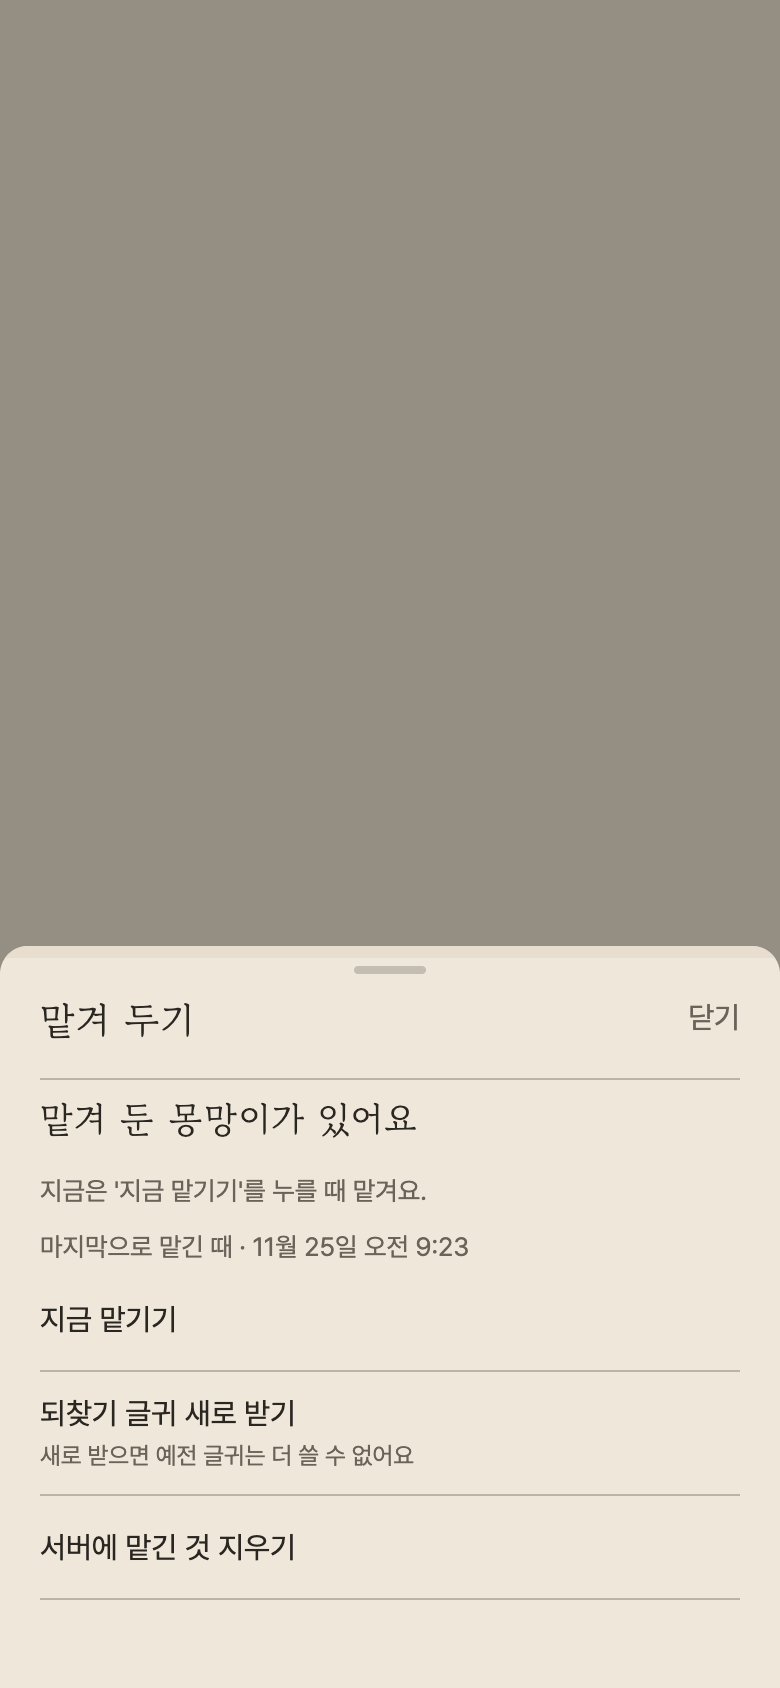 맡겨 두기
닫기
맡겨 둔 몽망이가 있어요
지금은 '지금 맡기기'를 누를 때 맡겨요.
마지막으로 맡긴 때 · 11월 25일 오전 9:23
지금 맡기기
되찾기 글귀 새로 받기
새로 받으면 예전 글귀는 더 쓸 수 없어요
서버에 맡긴 것 지우기